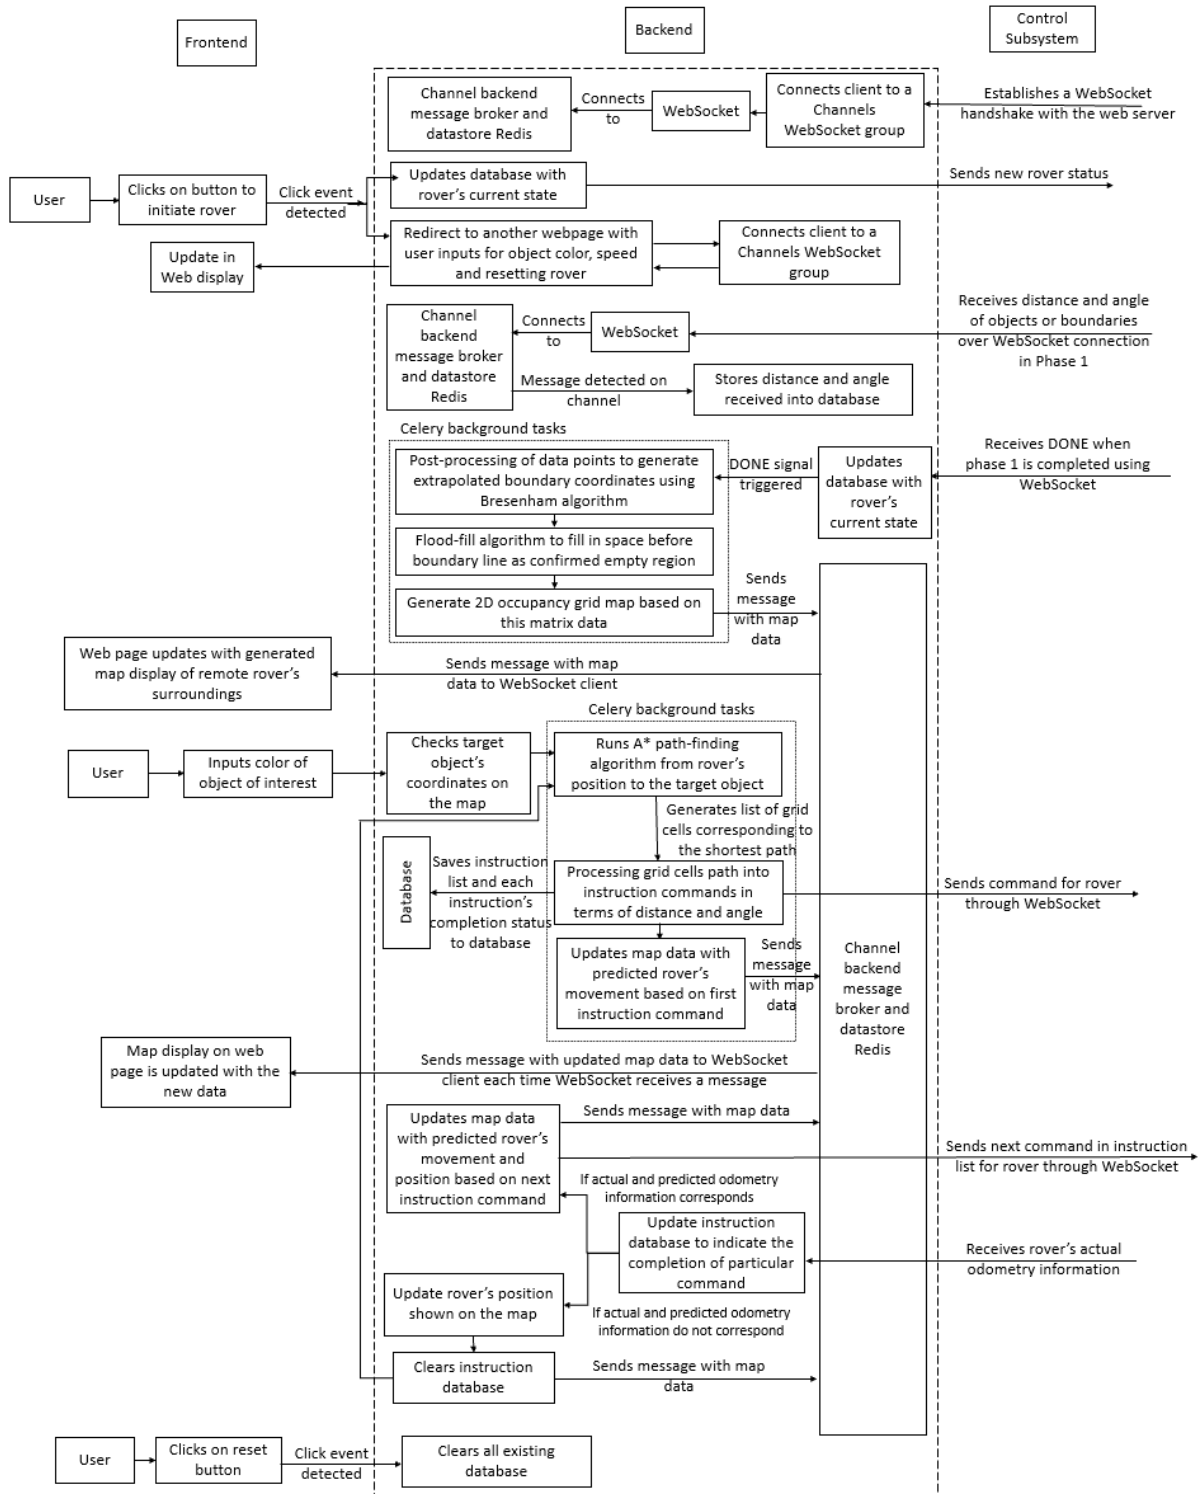 Frontend
Backend
Control
Subsystem
Channel backend
message broker and
datastore Redis
Connects
to
WebSocket
Connects client to a
Channels
WebSocket group
Establishes a WebSocket
handshake with the web server
User
Clicks on button to
initiate rover
Click event
detected
Updates database with
rover's current state
Sends new rover status
Redirect to another webpage with
user inputs for object color, speed
and resetting rover
Connects client to a
Channels WebSocket
group
Update in
Web display
Channel
backend
message broker
and datastore
Redis
Connects
to
WebSocket
Receives distance and angle
of objects or boundaries
over WebSocket connection
in Phase 1
Message detected on
channel
Stores distance and angle
received into database
Celery background tasks
Post-processing of data points to generate
extrapolated boundary coordinates using
Bresenham algorithm
DONE signal
triggered
Updates
database with
rover's
current state
Receives DONE when
phase 1 is completed using
WebSocket
Flood-fill algorithm to fill in space before
boundary line as confirmed empty region
Generate 2D occupancy grid map based on
this matrix data
Sends
message
with map
data
Web page updates with generated
map display of remote rover's
surroundings
Sends message with map
data to WebSocket client
Celery background tasks
User
Inputs color of
object of interest
Checks target
object's
coordinates on
the map
Runs A* path-finding
algorithm from rover's
position to the target object
Generates list of grid
cells corresponding to
the shortest path
Database
Saves instruction
list and each
instruction's
completion status
to database
Processing grid cells path into
instruction commands in
terms of distance and angle
Sends command for rover
through WebSocket
Updates map data with
predicted rover's
movement based on first
instruction command
Sends
message
with map
data
Channel
backend
message
broker and
datastore
Redis
Map display on web
page is updated with the
new data
Sends message with updated map data to WebSocket
client each time WebSocket receives a message
Updates map data
with predicted rover's
movement and
position based on next
instruction command
Sends message with map data
Sends next command in instruction
list for rover through WebSocket
If actual and predicted odometry
information corresponds
Update instruction
database to indicate the
completion of particular
command
Receives rover's actual
odometry information
Update rover's position
shown on the map
If actual and predicted odometry
information do not correspond
Clears instruction
database
Sends message with map
data
User
Clicks on reset
button
Click event
detected
Clears all existing
database